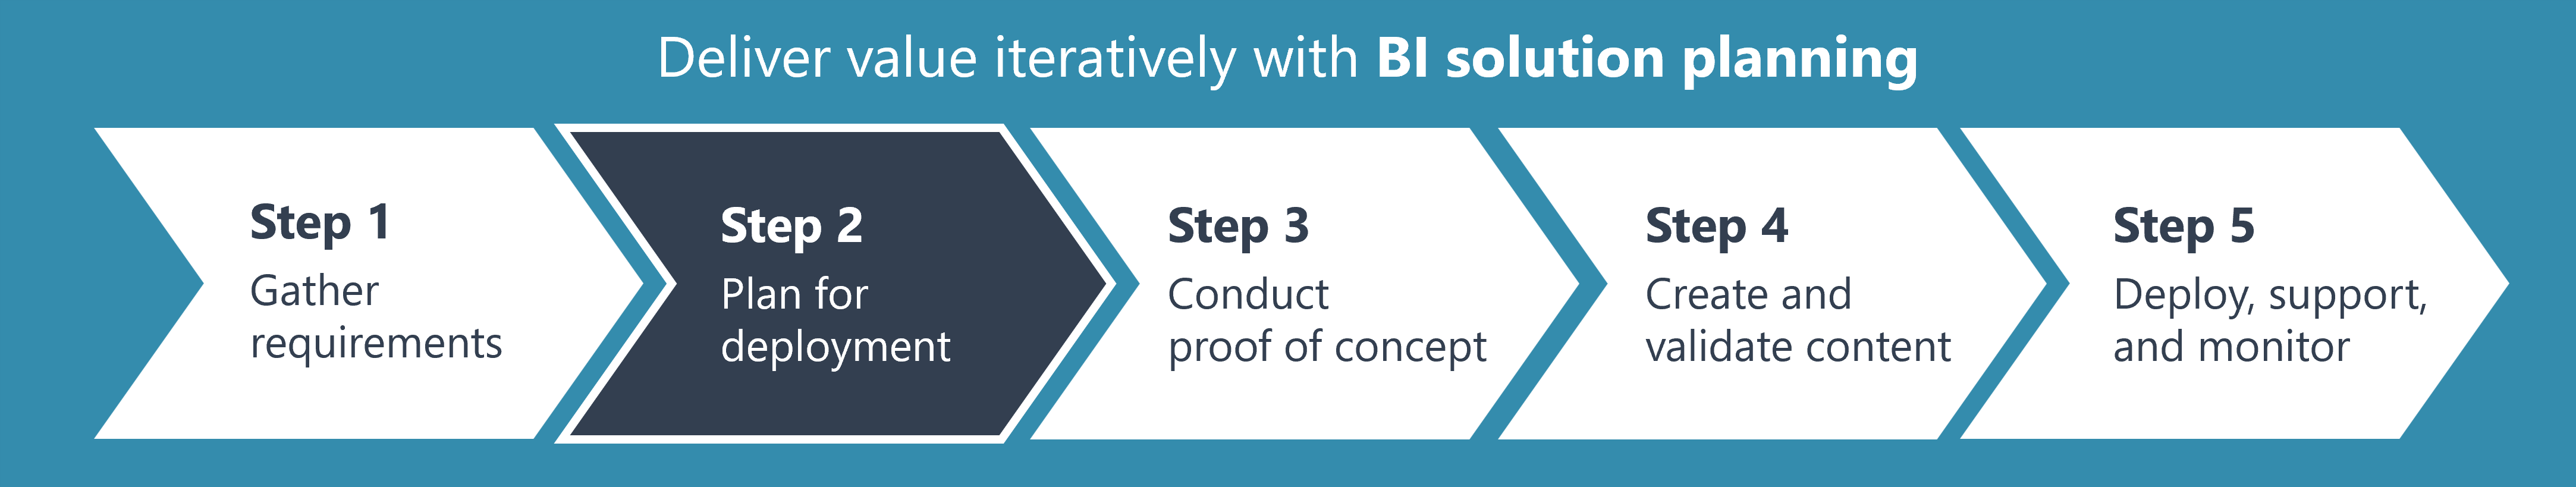 Deliver value iteratively with BI solution planning
Step 1
Gather
requirements
Step 2
Plan for
deployment
Step 3
Conduct
proof of concept
Step 4
Create and
validate content
Step 5
Deploy, support,
and monitor